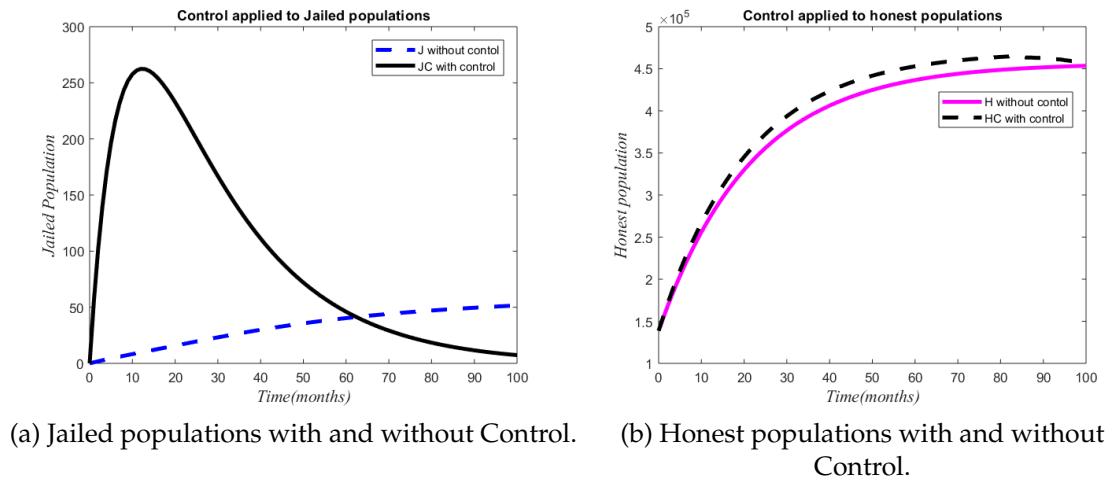 Control applied to Jailed populations
300
250
200
150
100
50
0
Jailed Population
J without contol
JC with control
0 10 20 30 40 50 60 70 80 90 100
Time(months)
(a) Jailed populations with and without Control.
Control applied to honest populations
×10⁵
5
4.5
4
3.5
3
2.5
2
1.5
1
Honest population
H without contol
HC with control
0 10 20 30 40 50 60 70 80 90 100
Time(months)
(b) Honest populations with and without
Control.